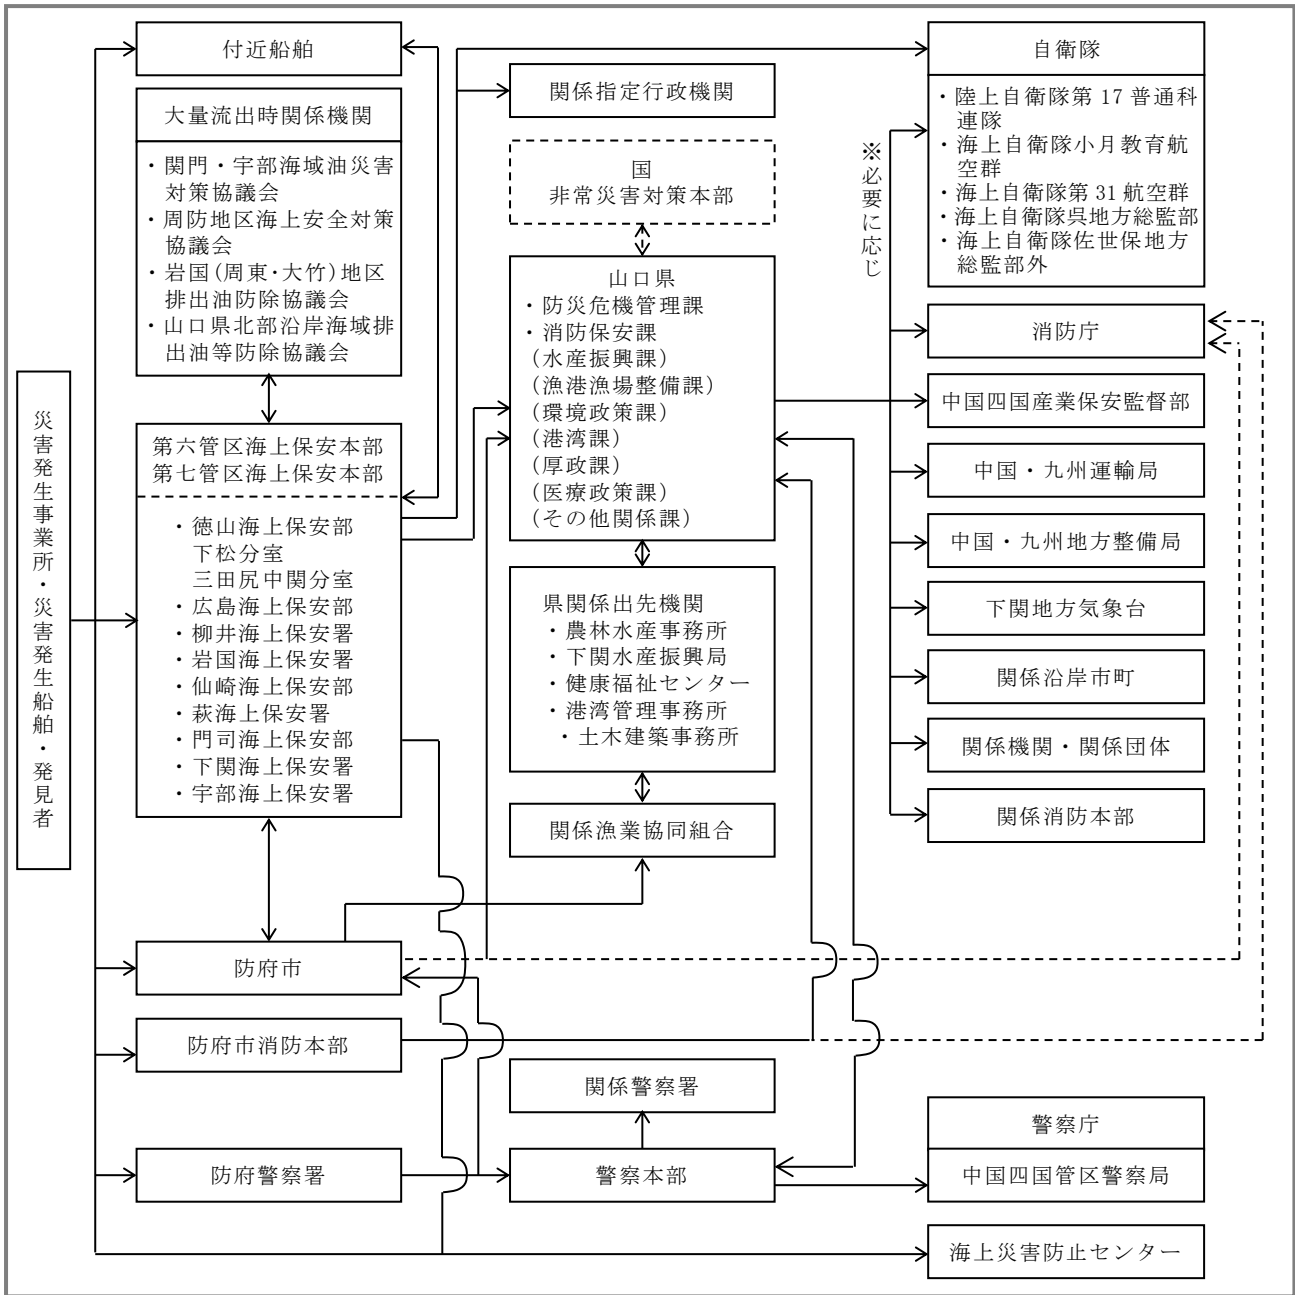 付近船舶
大量流出時関係機関
・関門・宇部海域油災害
対策協議会
・周防地区海上安全対策
協議会
・岩国(周東・大竹)地区
排出油防除協議会
・山口県北部沿岸海域排
出油等防除協議会
災害発生事業所・災害発生船舶・発見者
第六管区海上保安本部
第七管区海上保安本部
・徳山海上保安部
下松分室
三田尻中関分室
・広島海上保安部
・柳井海上保安署
・岩国海上保安署
・仙崎海上保安部
・萩海上保安署
・門司海上保安部
・下関海上保安署
・宇部海上保安署
防府市
防府市消防本部
防府警察署
関係指定行政機関
国
非常災害対策本部
山口県
・防災危機管理課
・消防保安課
(水産振興課)
(漁港漁場整備課)
(環境政策課)
(港湾課)
(厚政課)
(医療政策課)
(その他関係課)
県関係出先機関
・農林水産事務所
・下関水産振興局
・健康福祉センター
・港湾管理事務所
・土木建築事務所
関係漁業協同組合
関係警察署
警察本部
※必要に応じ
自衛隊
・陸上自衛隊第17普通科
連隊
・海上自衛隊小月教育航
空群
・海上自衛隊第31航空群
・海上自衛隊呉地方総監部
・海上自衛隊佐世保地方
総監部外
消防庁
中国四国産業保安監督部
中国・九州運輸局
中国・九州地方整備局
下関地方気象台
関係沿岸市町
関係機関・関係団体
関係消防本部
警察庁
中国四国管区警察局
海上災害防止センター